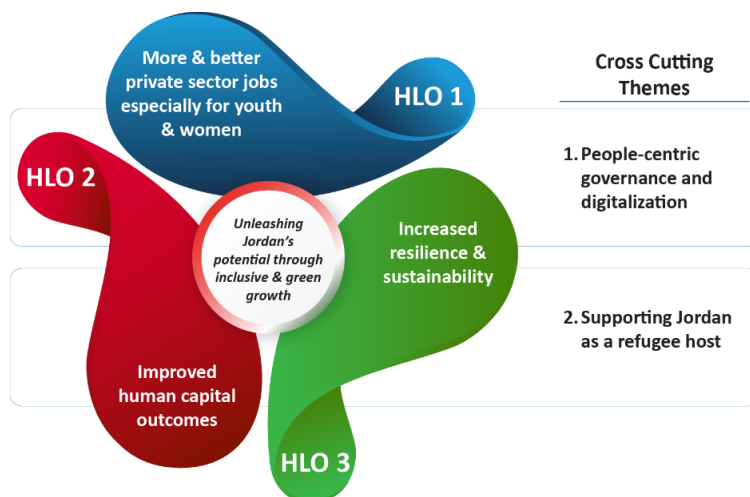 More & better
private sector jobs
especially for youth
& women
HLO 1
HLO 2
Improved
human capital
outcomes
Unleashing
Jordan's
potential through
inclusive & green
growth
Increased
resilience &
sustainability
HLO 3
Cross Cutting
Themes
1. People-centric
governance and
digitalization
2. Supporting Jordan
as a refugee host